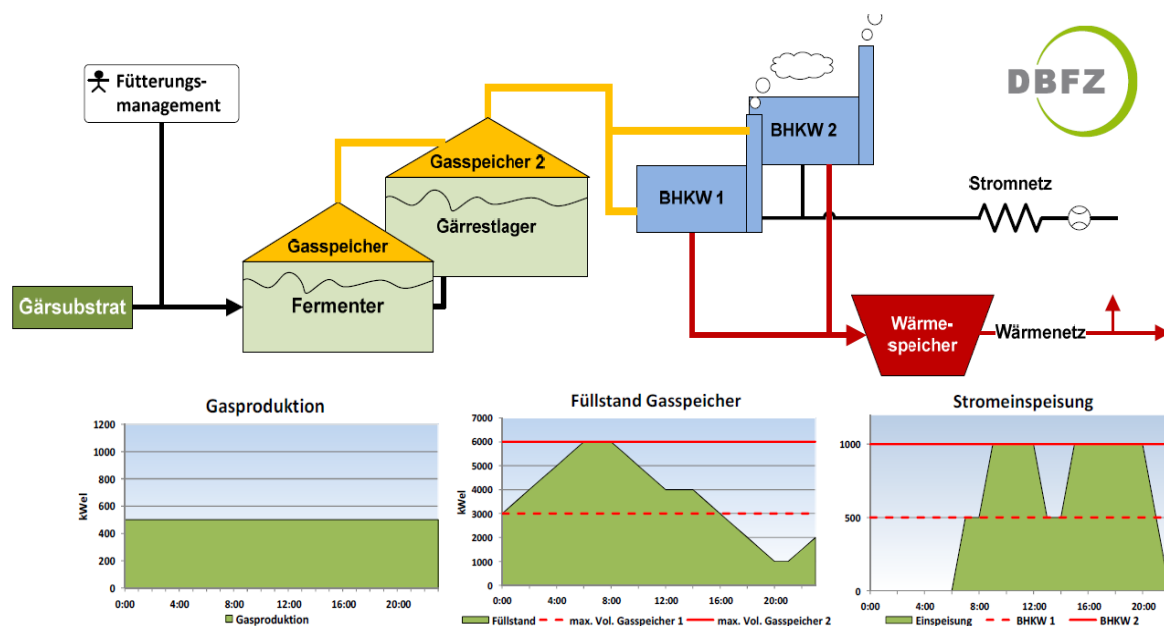 Fütterungs-
management
DBFZ
Gasspeicher 2
BHKW 2
BHKW 1
Stromnetz
Gärrestlager
Gasspeicher
Gärsubstrat
Fermenter
Wärme-
speicher
Wärmenetz
Gasproduktion
1200
1000
800
600
400
200
0
kWel
0:00 4:00 8:00 12:00 16:00 20:00
Gasproduktion
Füllstand Gasspeicher
7000
6000
5000
4000
3000
2000
1000
0
kWel
0:00 4:00 8:00 12:00 16:00 20:00
Füllstand max. Vol. Gasspeicher 1 max. Vol. Gasspeicher 2
Stromeinspeisung
1000
500
0
0:00 4:00 8:00 12:00 16:00 20:00
Einspeisung BHKW 1 BHKW 2